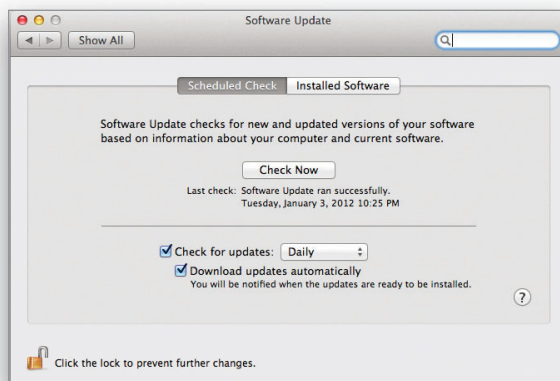 Software Update
Show All
Scheduled Check Installed Software
Software Update checks for new and updated versions of your software
based on information about your computer and current software.
Check Now
Last check: Software Update ran successfully.
Tuesday, January 3, 2012 10:25 PM
Check for updates: Daily
Download updates automatically
You will be notified when the updates are ready to be installed.
?
Click the lock to prevent further changes.